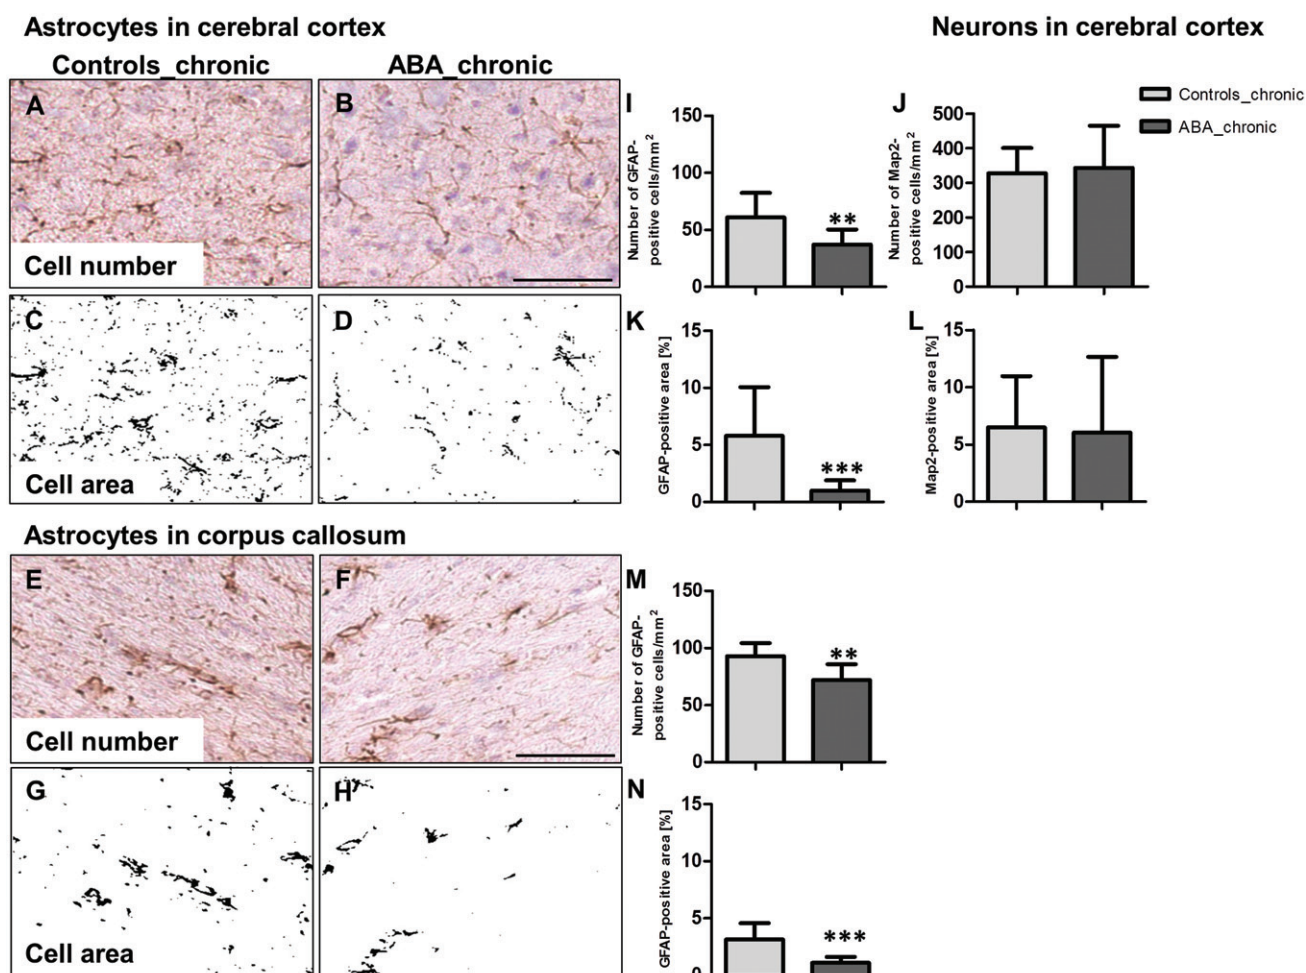 Astrocytes in cerebral cortex
Neurons in cerebral cortex
Controls_chronic
ABA_chronic
A
B
Cell number
C
D
Cell area
I
Number of GFAP-
positive cells/mm²
150
100
50
0
**
J
Number of Map2-
positive cells/mm²
500
400
300
200
100
0
Controls_chronic
ABA_chronic
K
GFAP-positive area [%]
15
10
5
0
***
L
Map2-positive area [%]
15
10
5
0
Astrocytes in corpus callosum
E
F
Cell number
G
H
Cell area
M
Number of GFAP-
positive cells/mm²
150
100
50
0
**
N
GFAP-positive area [%]
15
10
5
0
***